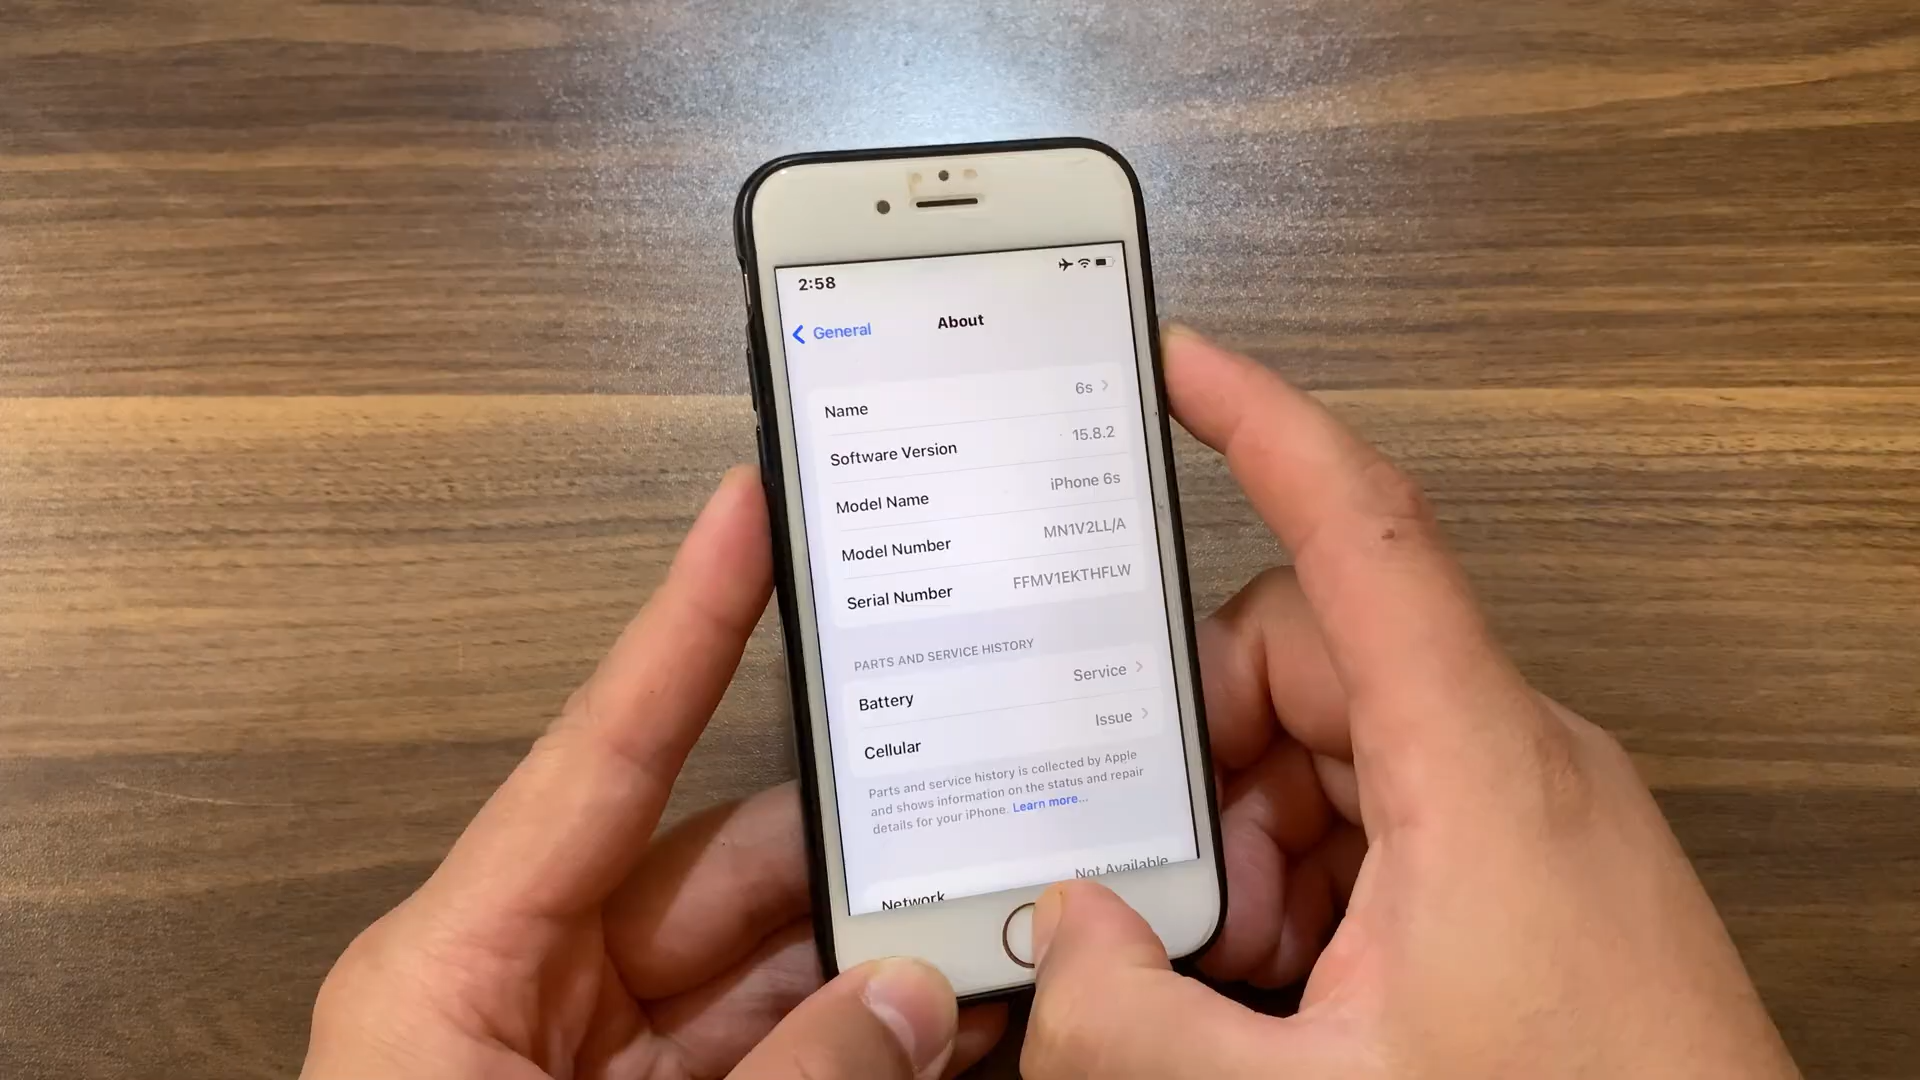 2:58
General
About
Name 6s
Software Version 15.8.2
Model Name iPhone 6s
Model Number MN1V2LL/A
Serial Number FFMV1EKTHFLW
PARTS AND SERVICE HISTORY
Battery Service
Cellular Issue
Parts and service history is collected by Apple
and shows information on the status and repair
details for your iPhone. Learn more...
Network Not Available